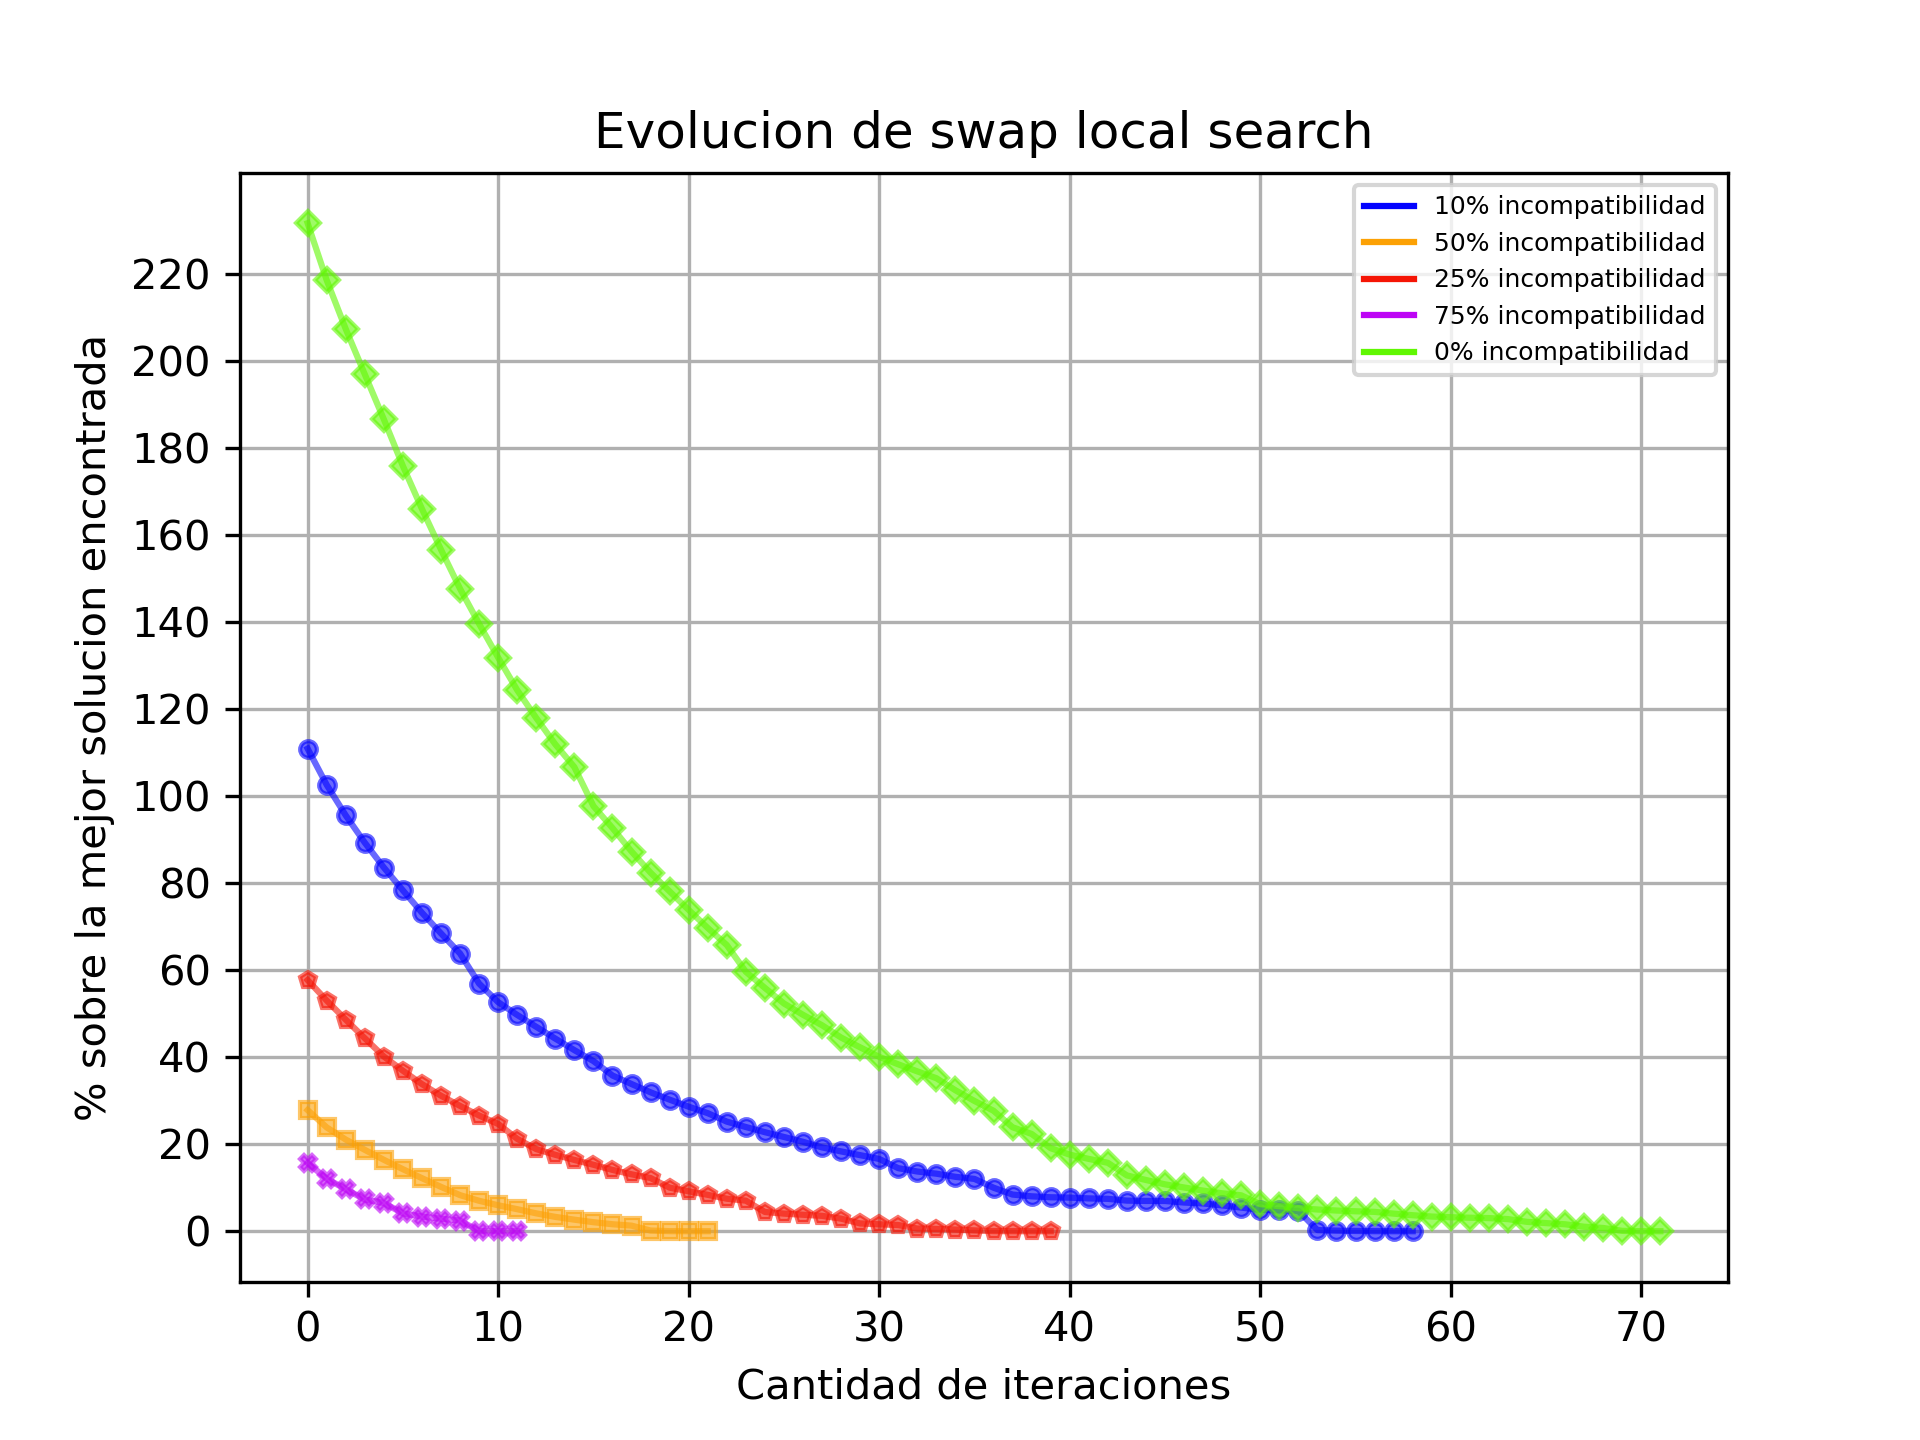 Evolucion de swap local search
10% incompatibilidad
50% incompatibilidad
25% incompatibilidad
75% incompatibilidad
0% incompatibilidad
% sobre la mejor solucion encontrada
220
200
180
160
140
120
100
80
60
40
20
0
0 10 20 30 40 50 60 70
Cantidad de iteraciones